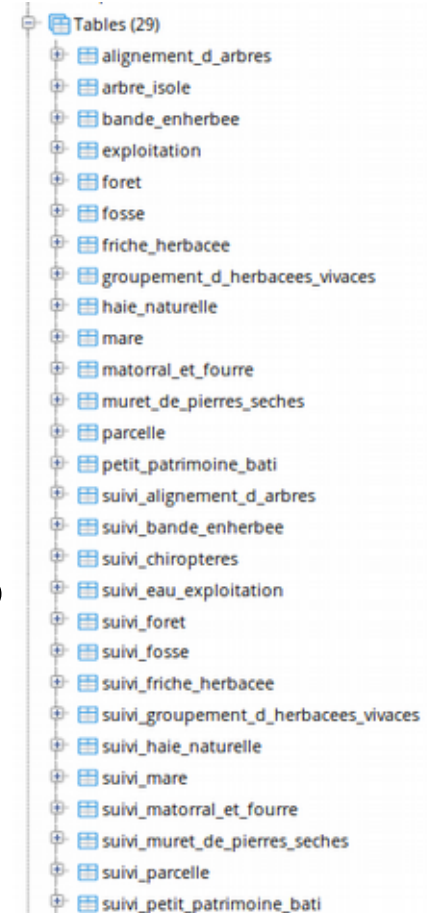 Tables (29)
alignement_d_arbres
arbre_isole
bande_enherbee
exploitation
foret
fosse
friche_herbacee
groupement_d_herbacees_vivaces
haie_naturelle
mare
matorral_et_fourre
muret_de_pierres_seches
parcelle
petit_patrimoine_bati
suivi_alignement_d_arbres
suivi_bande_enherbee
suivi_chiropteres
suivi_eau_exploitation
suivi_foret
suivi_fosse
suivi_friche_herbacee
suivi_groupement_d_herbacees_vivaces
suivi_haie_naturelle
suivi_mare
suivi_matorral_et_fourre
suivi_muret_de_pierres_seches
suivi_parcelle
suivi_petit_patrimoine_bati